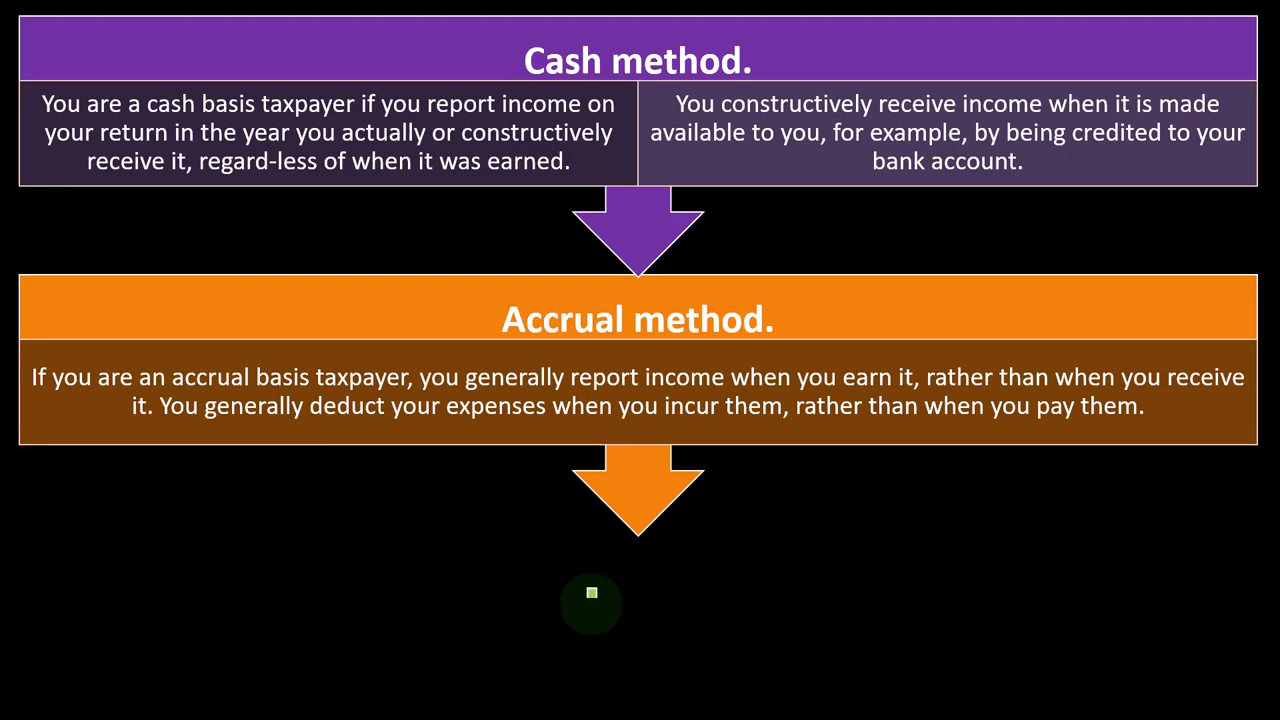 Cash method.
You are a cash basis taxpayer if you report income on
your return in the year you actually or constructively
receive it, regard-less of when it was earned.
You constructively receive income when it is made
available to you, for example, by being credited to your
bank account.
Accrual method.
If you are an accrual basis taxpayer, you generally report income when you earn it, rather than when you receive
it. You generally deduct your expenses when you incur them, rather than when you pay them.